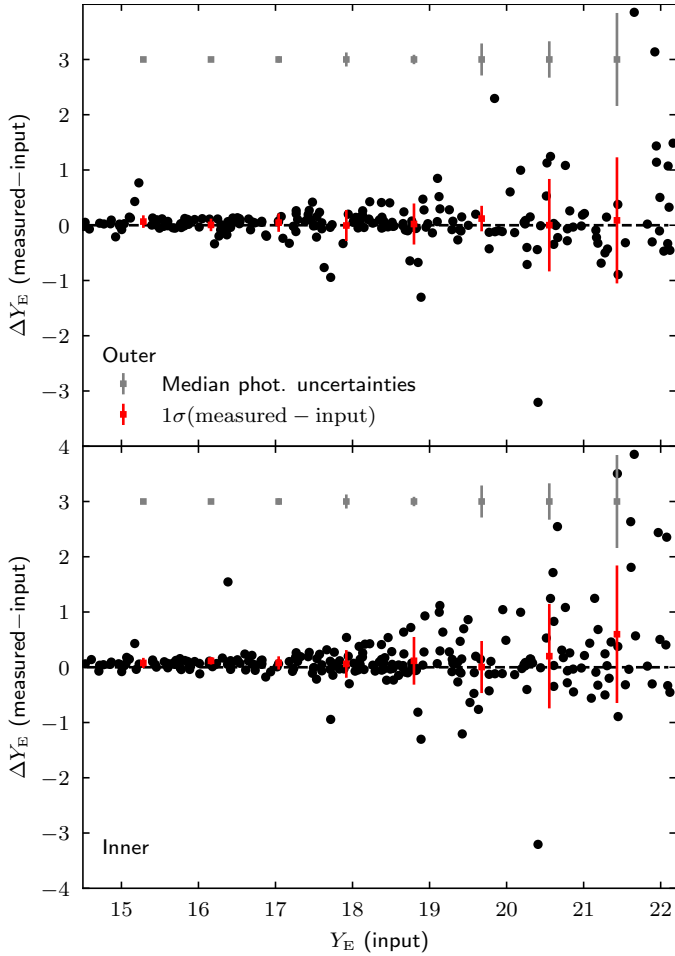 3
2
1
0
−1
−2
−3
ΔY_E (measured−input)
Outer
Median phot. uncertainties
1σ(measured − input)
4
3
2
1
0
−1
−2
−3
−4
ΔY_E (measured−input)
Inner
15 16 17 18 19 20 21 22
Y_E (input)